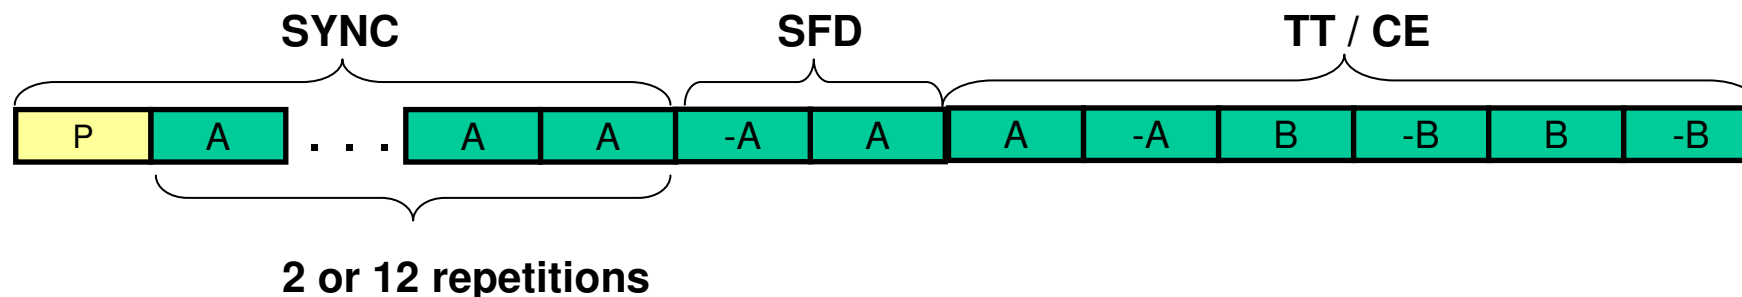 SYNC SFD TT / CE
P A . . . A A -A A A -A B -B B -B
2 or 12 repetitions